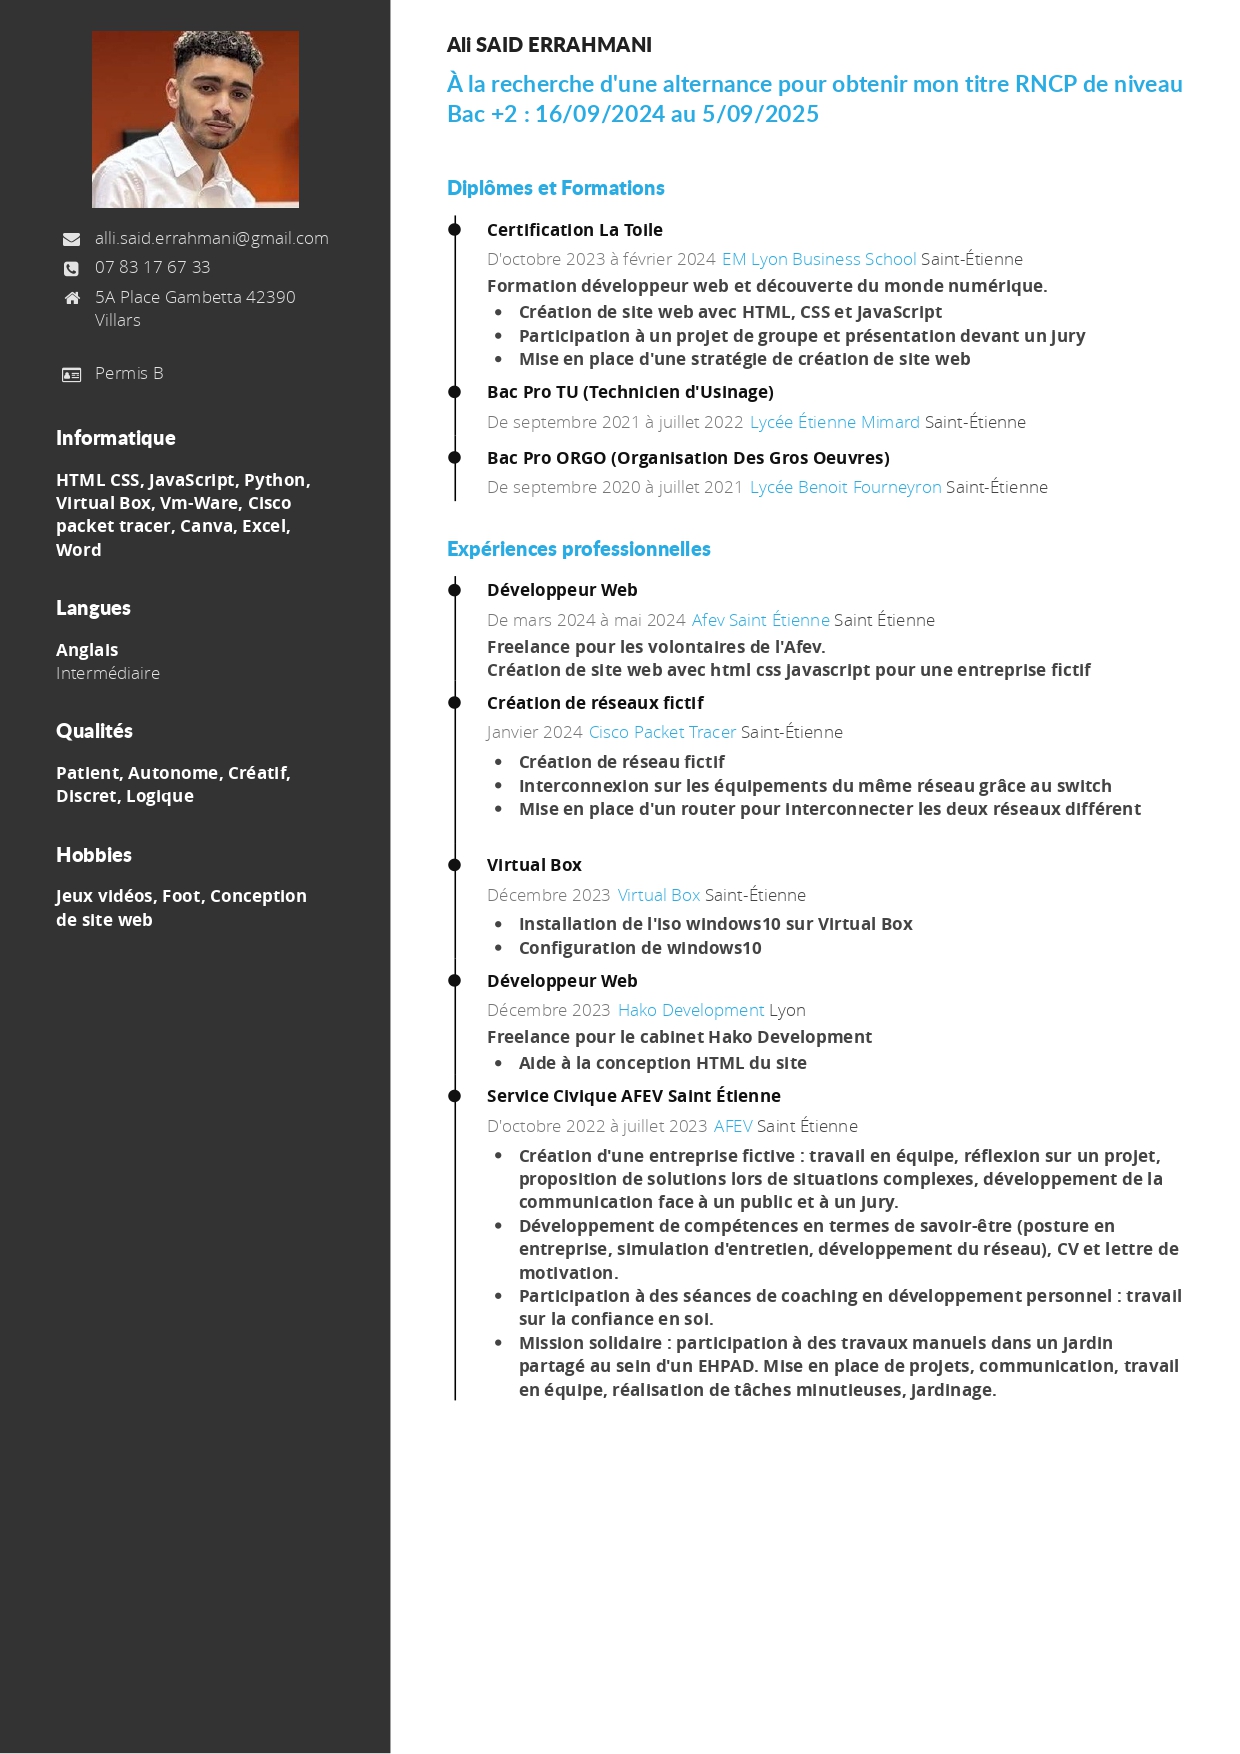 alli.said.errahmani@gmail.com
07 83 17 67 33
5A Place Gambetta 42390
Villars
Permis B
Informatique
HTML CSS, JavaScript, Python,
Virtual Box, Vm-Ware, Cisco
packet tracer, Canva, Excel,
Word
Langues
Anglais
Intermédiaire
Qualités
Patient, Autonome, Créatif,
Discret, Logique
Hobbies
Jeux vidéos, Foot, Conception
de site web
Ali SAID ERRAHMANI
À la recherche d'une alternance pour obtenir mon titre RNCP de niveau
Bac +2 : 16/09/2024 au 5/09/2025
Diplômes et Formations
Certification La Toile
D'octobre 2023 à février 2024 EM Lyon Business School Saint-Étienne
Formation développeur web et découverte du monde numérique.
• Création de site web avec HTML, CSS et JavaScript
• Participation à un projet de groupe et présentation devant un jury
• Mise en place d'une stratégie de création de site web
Bac Pro TU (Technicien d'Usinage)
De septembre 2021 à juillet 2022 Lycée Étienne Mimard Saint-Étienne
Bac Pro ORGO (Organisation Des Gros Oeuvres)
De septembre 2020 à juillet 2021 Lycée Benoit Fourneyron Saint-Étienne
Expériences professionnelles
Développeur Web
De mars 2024 à mai 2024 Afev Saint Étienne Saint Étienne
Freelance pour les volontaires de l'Afev.
Création de site web avec html css javascript pour une entreprise fictif
Création de réseaux fictif
Janvier 2024 Cisco Packet Tracer Saint-Étienne
• Création de réseau fictif
• Interconnexion sur les équipements du même réseau grâce au switch
• Mise en place d'un router pour interconnecter les deux réseaux différent
Virtual Box
Décembre 2023 Virtual Box Saint-Étienne
• Installation de l'iso windows10 sur Virtual Box
• Configuration de windows10
Développeur Web
Décembre 2023 Hako Development Lyon
Freelance pour le cabinet Hako Development
• Aide à la conception HTML du site
Service Civique AFEV Saint Étienne
D'octobre 2022 à juillet 2023 AFEV Saint Étienne
• Création d'une entreprise fictive : travail en équipe, réflexion sur un projet,
proposition de solutions lors de situations complexes, développement de la
communication face à un public et à un jury.
• Développement de compétences en termes de savoir-être (posture en
entreprise, simulation d'entretien, développement du réseau), CV et lettre de
motivation.
• Participation à des séances de coaching en développement personnel : travail
sur la confiance en soi.
• Mission solidaire : participation à des travaux manuels dans un jardin
partagé au sein d'un EHPAD. Mise en place de projets, communication, travail
en équipe, réalisation de tâches minutieuses, jardinage.